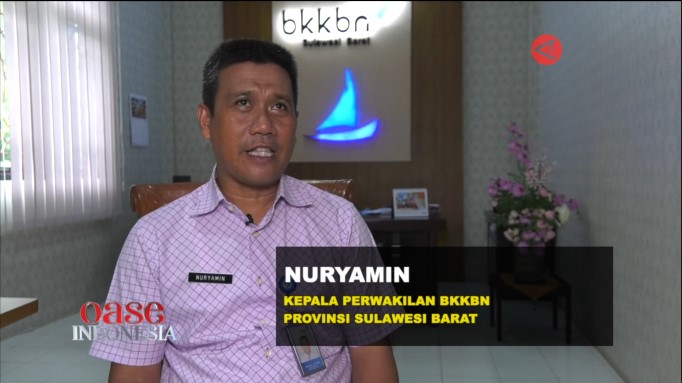 bkkbn
Sulawesi Barat
NURYAMIN
NURYAMIN
KEPALA PERWAKILAN BKKBN
PROVINSI SULAWESI BARAT
Oase
INDONESIA